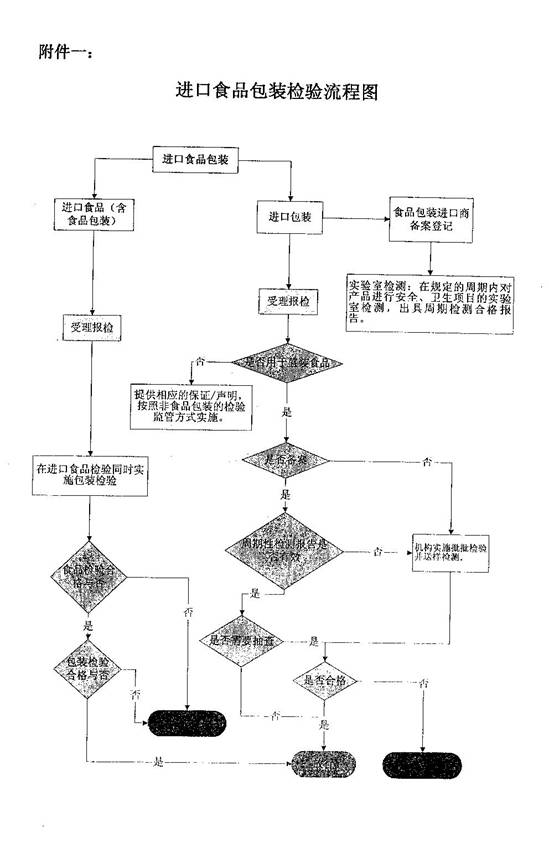 附件一：
进口食品包装检验流程图
进口食品包装
进口食品（含
食品包装）
进口包装
食品包装进口商
备案登记
实验室检测：在规定的周期内对
产品进行安全、卫生项目的实验
室检测，出具周期检测合格报
告。
受理报检
受理报检
是否用于盛装食品
否
提供相应的保证/声明，
按照非食品包装的检验
监管方式实施。
是
在进口食品检验同时实
施包装检验
是否备案
否
是
周期性检测报告是
否有效
否
机构实施批批检验
并送样检测。
食品检验合
格与否
是
否
是
是否需要抽查
是
包装检验
合格与否
否
是否合格
否
否
是
是